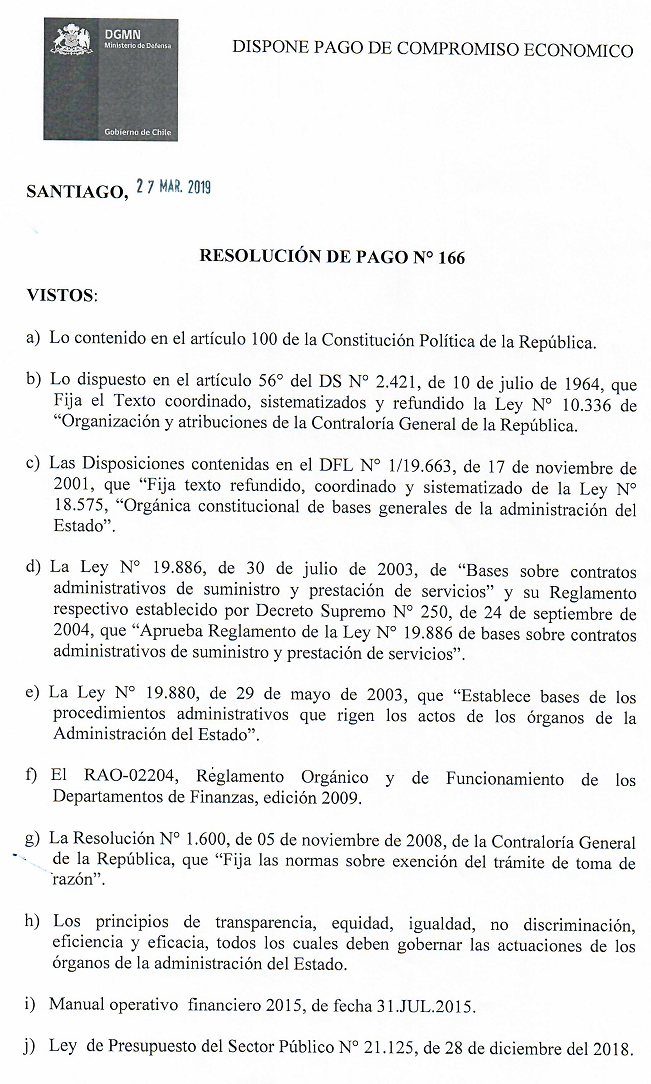 DGMN
Ministerio de Defensa
Gobierno de Chile
DISPONE PAGO DE COMPROMISO ECONOMICO
SANTIAGO, 27 MAR. 2019
RESOLUCIÓN DE PAGO N° 166
VISTOS:
a) Lo contenido en el artículo 100 de la Constitución Política de la República.
b) Lo dispuesto en el artículo 56° del DS N° 2.421, de 10 de julio de 1964, que
Fija el Texto coordinado, sistematizados y refundido la Ley N° 10.336 de
“Organización y atribuciones de la Contraloría General de la República.
c) Las Disposiciones contenidas en el DFL N° 1/19.663, de 17 de noviembre de
2001, que “Fija texto refundido, coordinado y sistematizado de la Ley N°
18.575, “Orgánica constitucional de bases generales de la administración del
Estado”.
d) La Ley N° 19.886, de 30 de julio de 2003, de “Bases sobre contratos
administrativos de suministro y prestación de servicios” y su Reglamento
respectivo establecido por Decreto Supremo N° 250, de 24 de septiembre de
2004, que “Aprueba Reglamento de la Ley N° 19.886 de bases sobre contratos
administrativos de suministro y prestación de servicios”.
e) La Ley N° 19.880, de 29 de mayo de 2003, que “Establece bases de los
procedimientos administrativos que rigen los actos de los órganos de la
Administración del Estado”.
f) El RAO-02204, Reglamento Orgánico y de Funcionamiento de los
Departamentos de Finanzas, edición 2009.
g) La Resolución N° 1.600, de 05 de noviembre de 2008, de la Contraloría General
de la República, que “Fija las normas sobre exención del trámite de toma de
razón”.
h) Los principios de transparencia, equidad, igualdad, no discriminación,
eficiencia y eficacia, todos los cuales deben gobernar las actuaciones de los
órganos de la administración del Estado.
i) Manual operativo financiero 2015, de fecha 31.JUL.2015.
j) Ley de Presupuesto del Sector Público N° 21.125, de 28 de diciembre del 2018.